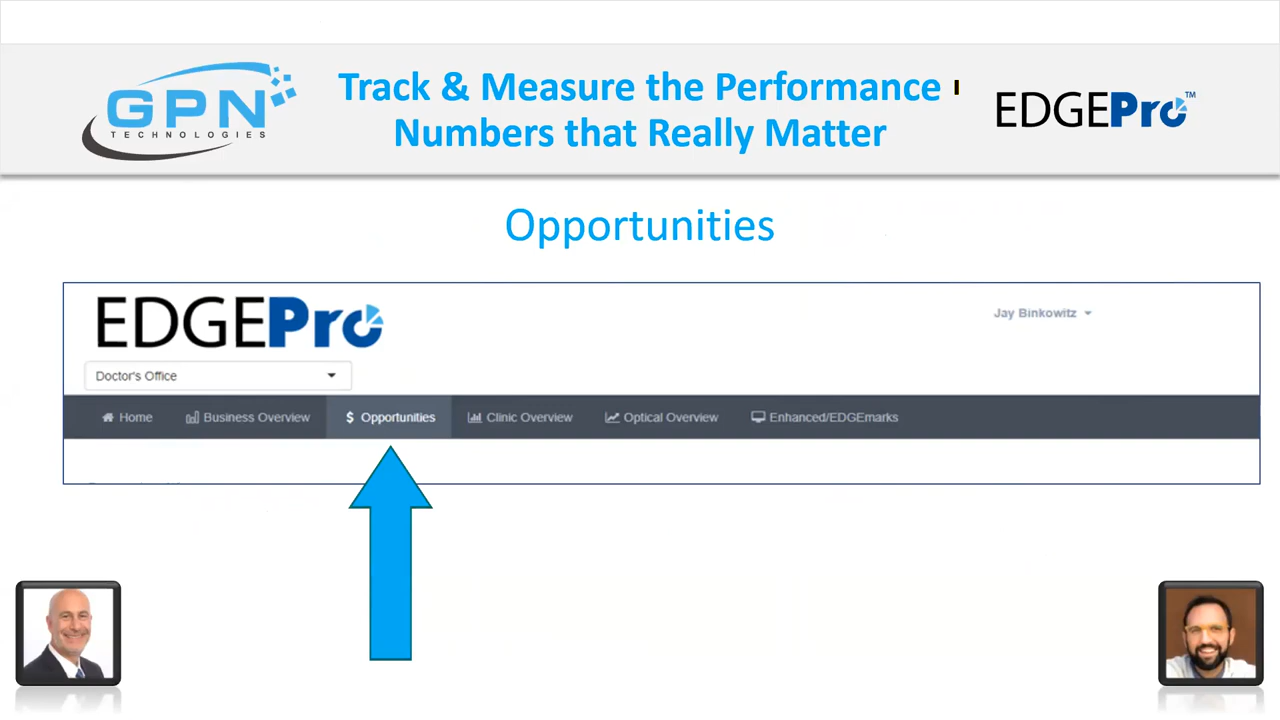 GPN
TECHNOLOGIES
Track & Measure the Performance
Numbers that Really Matter
EDGEPro™
Opportunities
EDGEPro
Jay Binkowitz
Doctor's Office
Home Business Overview $ Opportunities Clinic Overview Optical Overview Enhanced/EDGEmarks